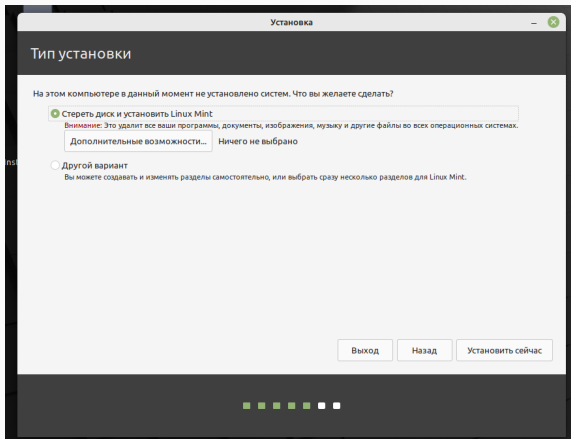 Установка
Тип установки
На этом компьютере в данный момент не установлено систем. Что вы желаете сделать?
Стереть диск и установить Linux Mint
Внимание: Это удалит все ваши программы, документы, изображения, музыку и другие файлы во всех операционных системах.
Дополнительные возможности... Ничего не выбрано
Другой вариант
Вы можете создавать и изменять разделы самостоятельно, или выбрать сразу несколько разделов для Linux Mint.
Выход Назад Установить сейчас